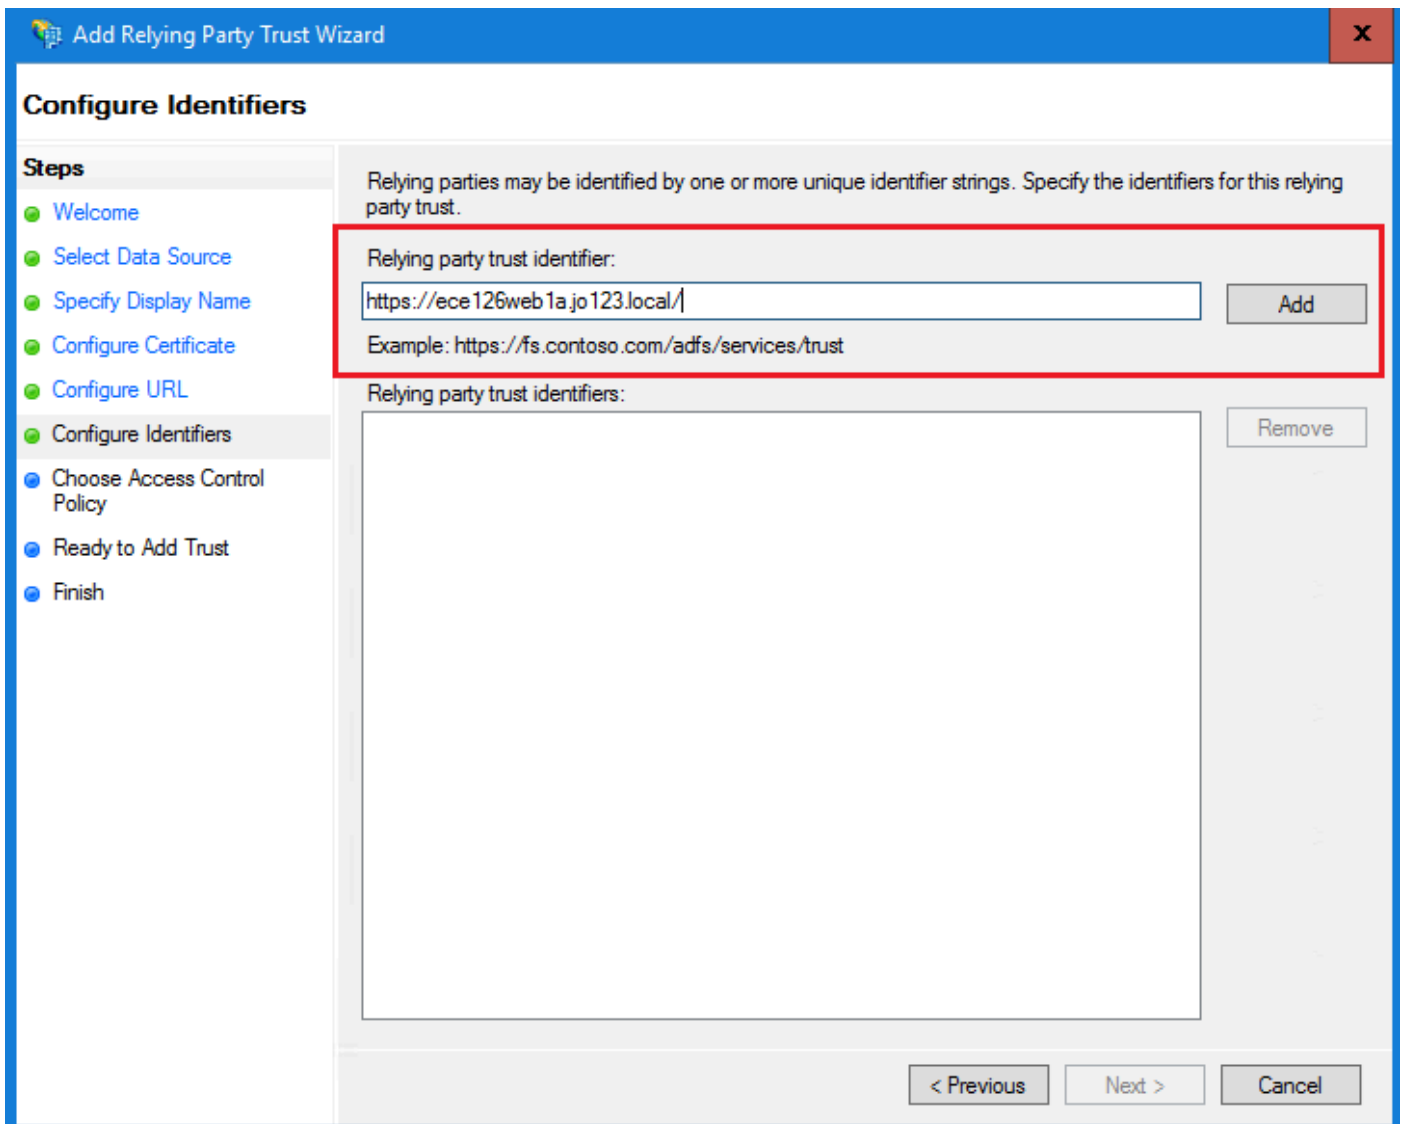 Add Relying Party Trust Wizard
x
Configure Identifiers
Steps
Welcome
Select Data Source
Specify Display Name
Configure Certificate
Configure URL
Configure Identifiers
Choose Access Control
Policy
Ready to Add Trust
Finish
Relying parties may be identified by one or more unique identifier strings. Specify the identifiers for this relying
party trust.
Relying party trust identifier:
https://ece126web1a.jo123.local/
Add
Example: https://fs.contoso.com/adfs/services/trust
Relying party trust identifiers:
Remove
< Previous
Next >
Cancel